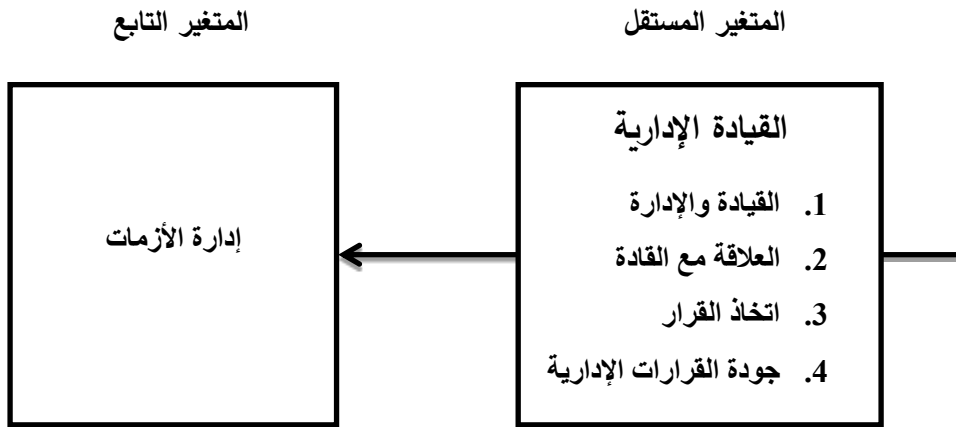 المتغير المستقل
المتغير التابع
القيادة الإدارية
1. القيادة والإدارة
2. العلاقة مع القادة
3. اتخاذ القرار
4. جودة القرارات الإدارية
إدارة الأزمات